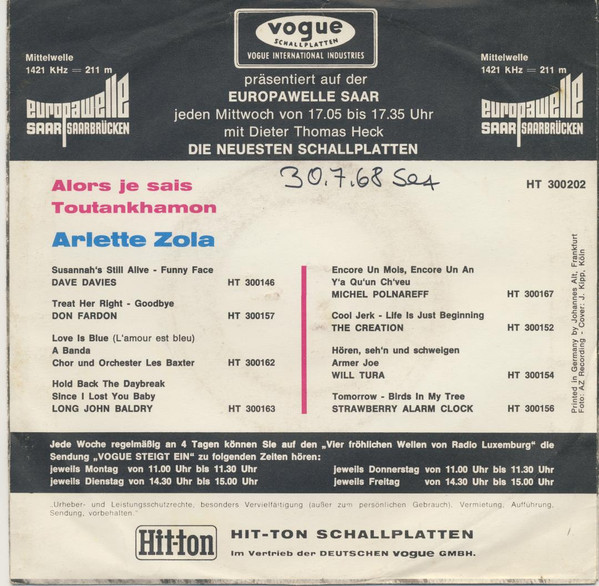 vogue
SCHALLPLATTEN
VOGUE INTERNATIONAL INDUSTRIES
Mittelwelle
1421 KHz = 211 m
europawelle
SAAR SAARBRÜCKEN
präsentiert auf der
EUROPAWELLE SAAR
jeden Mittwoch von 17.05 bis 17.35 Uhr
mit Dieter Thomas Heck
DIE NEUESTEN SCHALLPLATTEN
Mittelwelle
1421 KHz = 211 m
europawelle
SAAR SAARBRÜCKEN
30.7.68
HT 300202
Alors je sais
Toutankhamon
Arlette Zola
Susannah's Still Alive - Funny Face
DAVE DAVIES HT 300146
Treat Her Right - Goodbye
DON FARDON HT 300157
Love Is Blue (L'amour est bleu)
A Banda
Chor und Orchester Les Baxter HT 300162
Hold Back The Daybreak
Since I Lost You Baby
LONG JOHN BALDRY HT 300163
Encore Un Mois, Encore Un An
Y'a Qu'un Ch'veu
MICHEL POLNAREFF HT 300167
Cool Jerk - Life Is Just Beginning
THE CREATION HT 300152
Hören, seh'n und schweigen
Armer Joe
WILL TURA HT 300154
Tomorrow - Birds In My Tree
STRAWBERRY ALARM CLOCK HT 300156
Printed in Germany by Johannes Alt, Frankfurt
Foto: AZ Recording - Cover: J. Kipp, Köln
Jede Woche regelmäßig an 4 Tagen können Sie auf den „Vier fröhlichen Wellen von Radio Luxemburg" die
Sendung „VOGUE STEIGT EIN" zu folgenden Zeiten hören:
jeweils Montag von 11.00 Uhr bis 11.30 Uhr
jeweils Dienstag von 14.30 Uhr bis 15.00 Uhr
jeweils Donnerstag von 11.00 Uhr bis 11.30 Uhr
jeweils Freitag von 14.30 Uhr bis 15.00 Uhr
„Urheber- und Leistungsschutzrechte, besonders Vervielfältigung (außer zum persönlichen Gebrauch), Vermietung, Aufführung,
Sendung, vorbehalten."
Hit-ton
HIT-TON SCHALLPLATTEN
Im Vertrieb der DEUTSCHEN vogue GMBH.